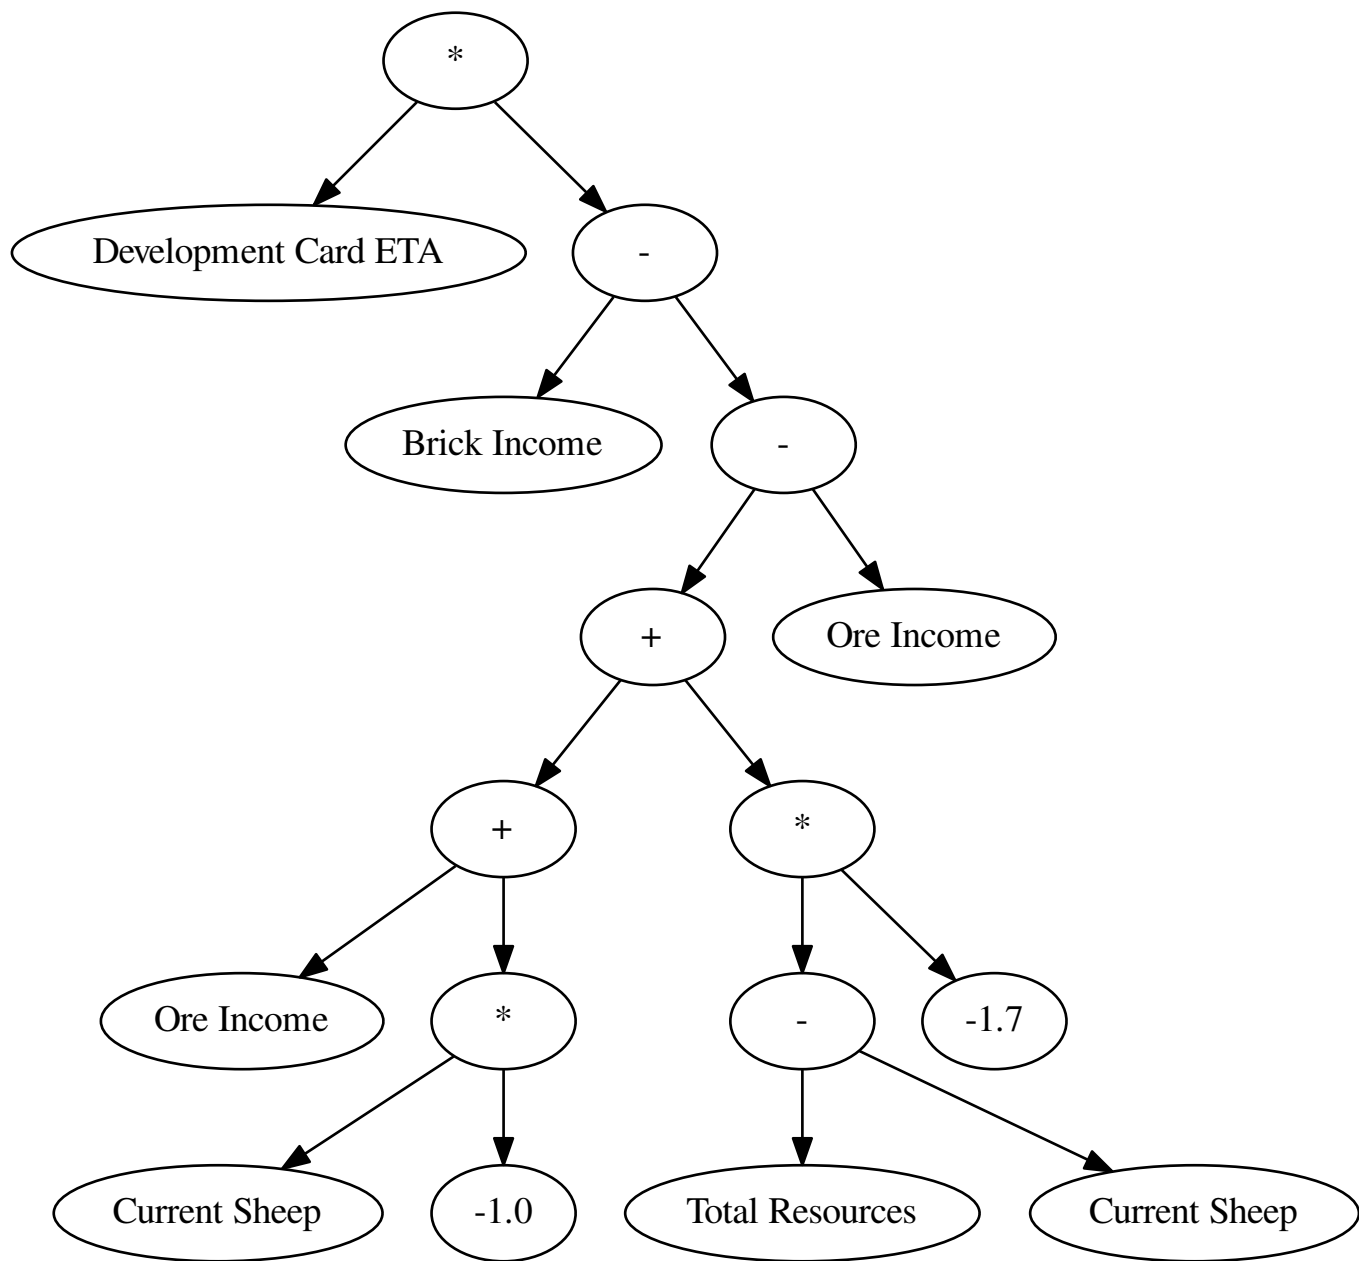 *
Development Card ETA
-
Brick Income
-
+
Ore Income
+
*
Ore Income
*
-
-1.7
Current Sheep
-1.0
Total Resources
Current Sheep